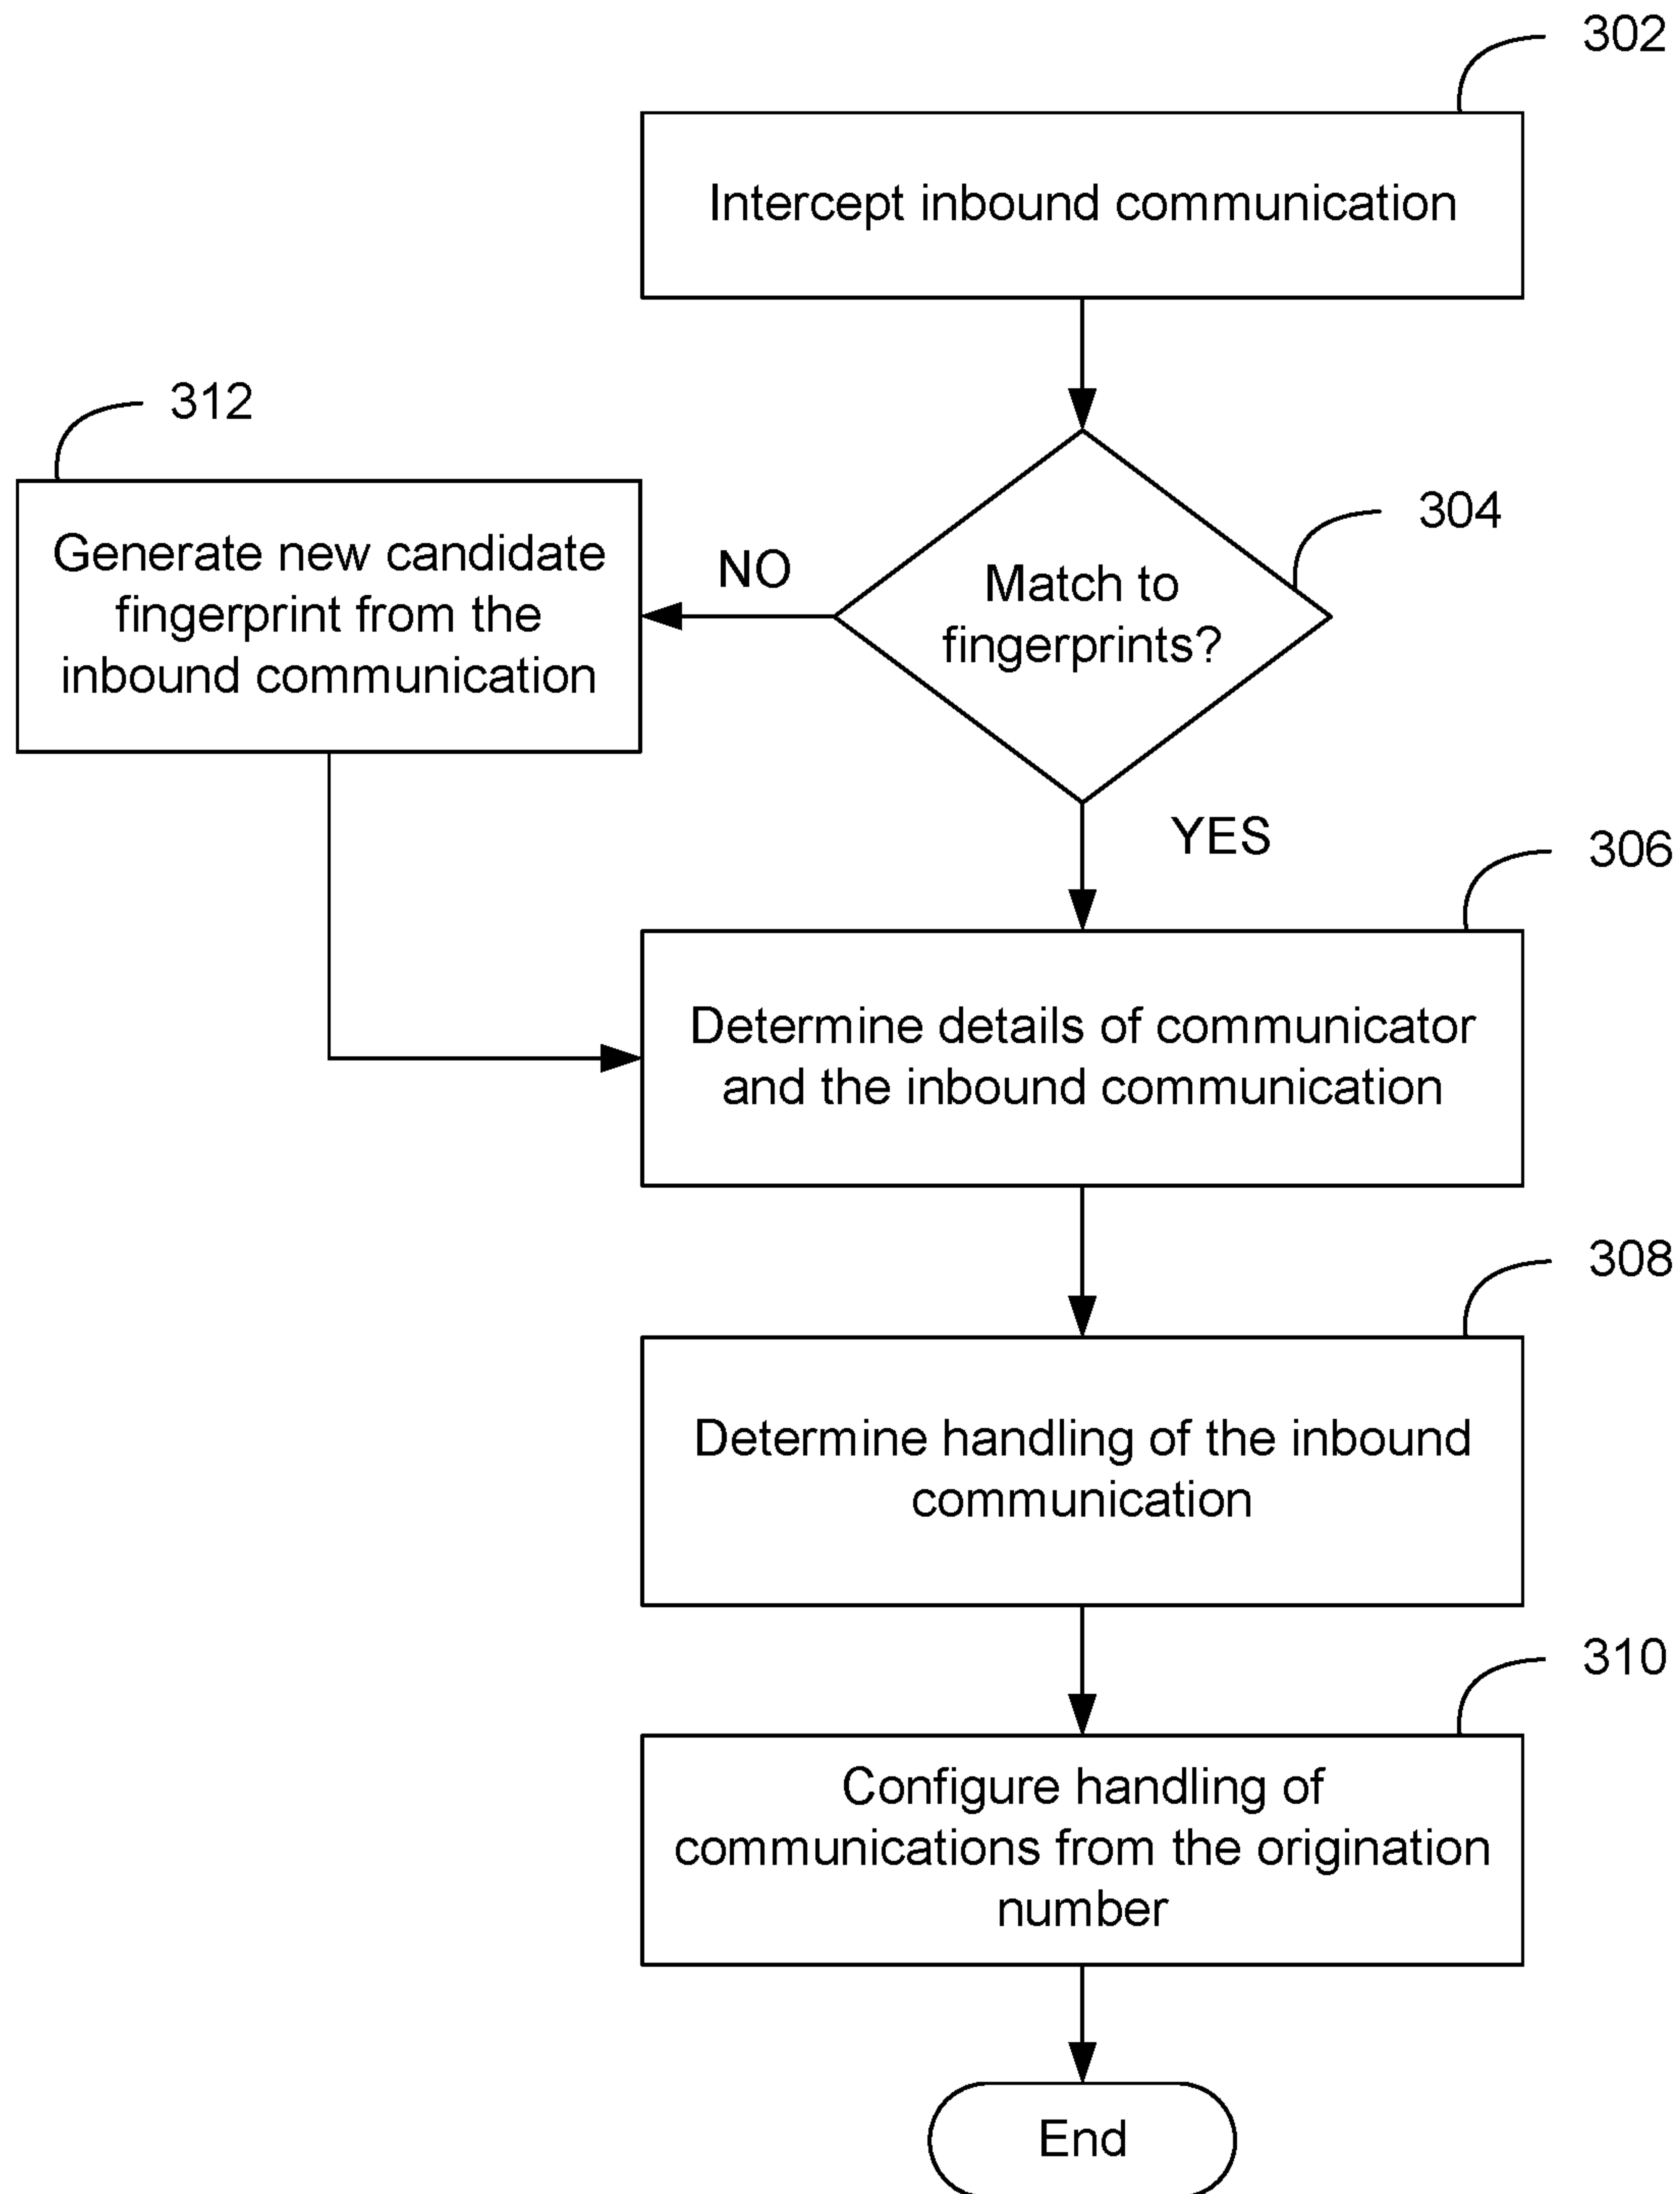 302
Intercept inbound communication
312
Generate new candidate
fingerprint from the
inbound communication
NO
304
Match to
fingerprints?
YES
306
Determine details of communicator
and the inbound communication
308
Determine handling of the inbound
communication
310
Configure handling of
communications from the origination
number
End